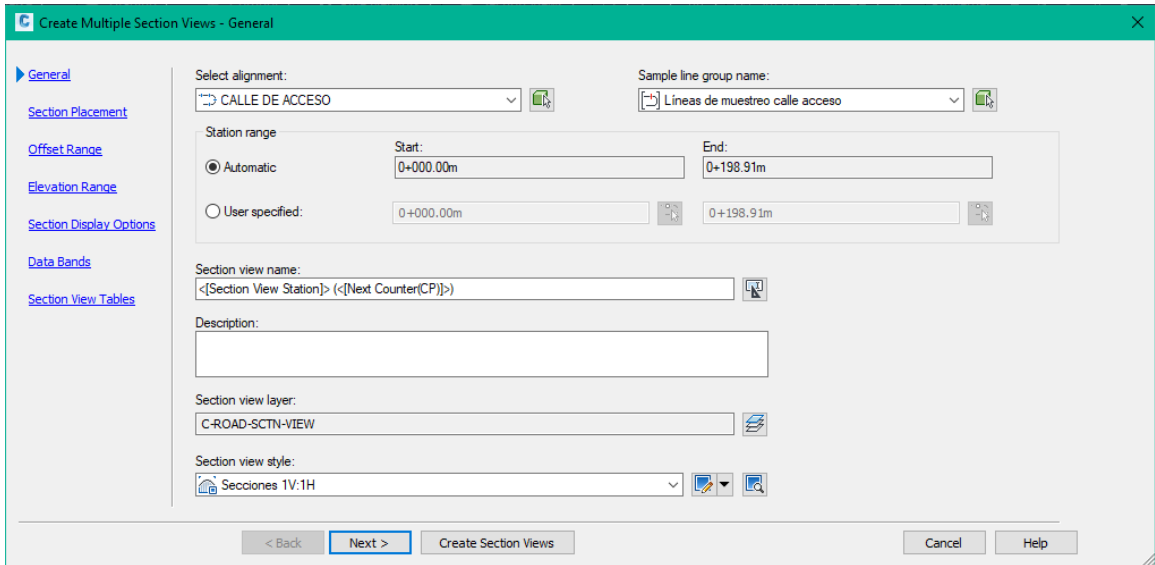 Create Multiple Section Views - General
General
Section Placement
Offset Range
Elevation Range
Section Display Options
Data Bands
Section View Tables
Select alignment:
CALLE DE ACCESO
Sample line group name:
Líneas de muestreo calle acceso
Station range
Start:
End:
Automatic
0+000.00m
0+198.91m
User specified:
0+000.00m
0+198.91m
Section view name:
<[Section View Station]> (<[Next Counter(CP)]>)
Description:
Section view layer:
C-ROAD-SCTN-VIEW
Section view style:
Secciones 1V:1H
< Back
Next >
Create Section Views
Cancel
Help